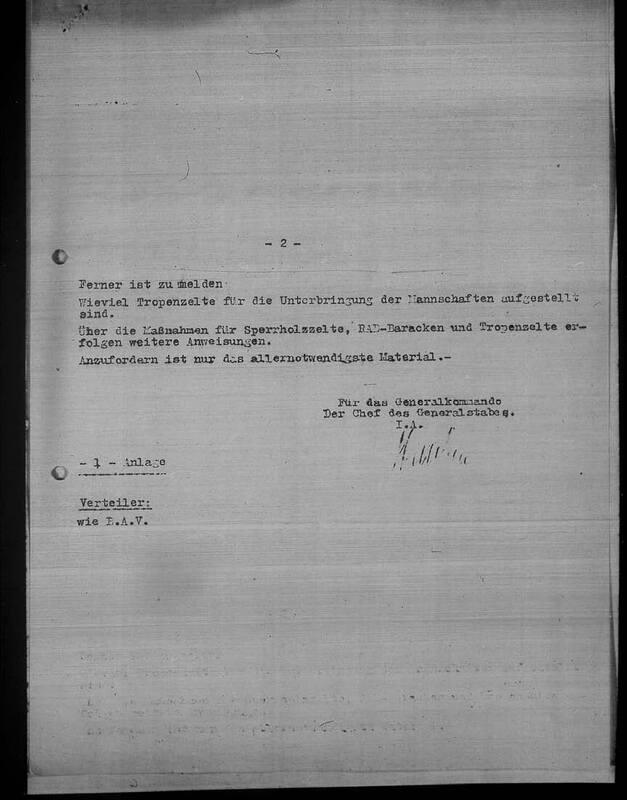 - 2 -
Ferner ist zu melden
Wieviel Tropenzelte für die Unterbringung der Mannschaften aufgestellt
sind.
Über die Maßnahmen für Sperrholzzelte, RAD-Baracken und Tropenzelte er-
folgen weitere Anweisungen.
Anzufordern ist nur das allernotwendigste Material.-
Für das Generalkommando
Der Chef des Generalstabes.
I.A.
- 1 - Anlage
Verteiler:
wie B.A.V.